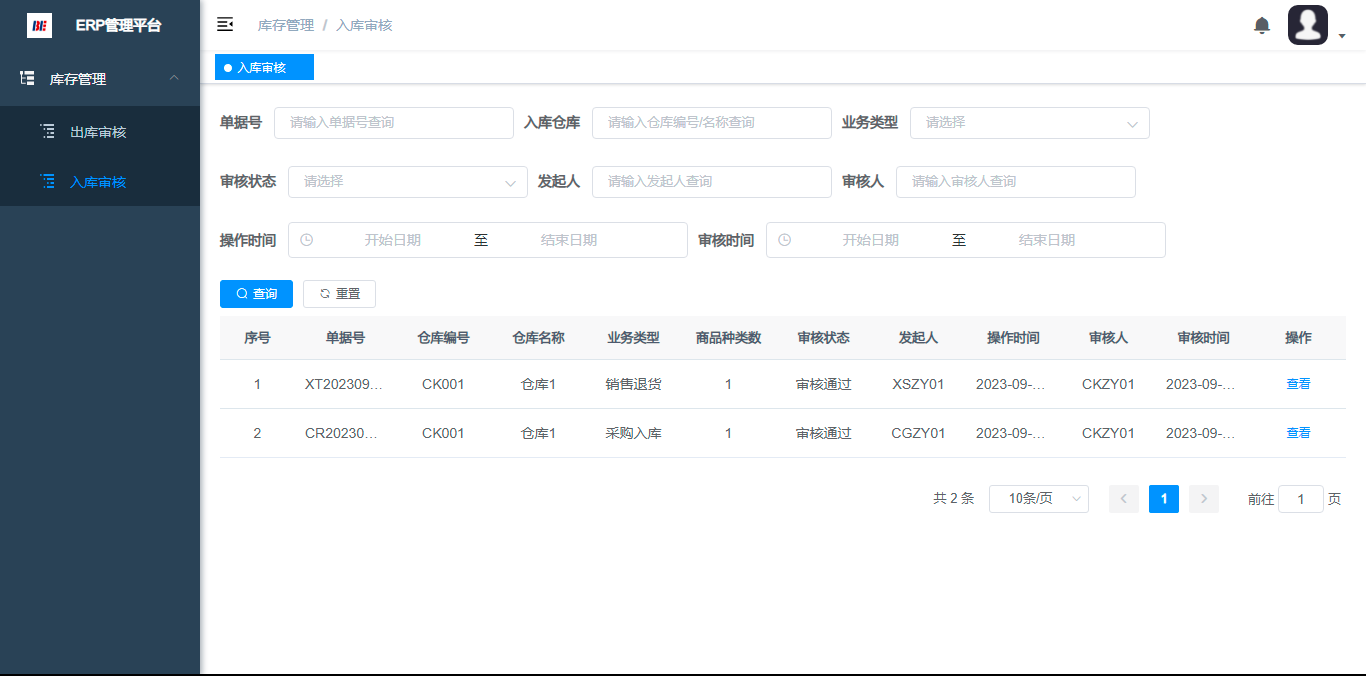 ERP管理平台
库存管理
出库审核
入库审核
库存管理 / 入库审核
入库审核
单据号 请输入单据号查询 入库仓库 请输入仓库编号/名称查询 业务类型 请选择
审核状态 请选择 发起人 请输入发起人查询 审核人 请输入审核人查询
操作时间 开始日期 至 结束日期 审核时间 开始日期 至 结束日期
查询 重置
序号 单据号 仓库编号 仓库名称 业务类型 商品种类数 审核状态 发起人 操作时间 审核人 审核时间 操作
1 XT202309... CK001 仓库1 销售退货 1 审核通过 XSZY01 2023-09-... CKZY01 2023-09-... 查看
2 CR20230... CK001 仓库1 采购入库 1 审核通过 CGZY01 2023-09-... CKZY01 2023-09-... 查看
共 2 条 10条/页 1 前往 1 页